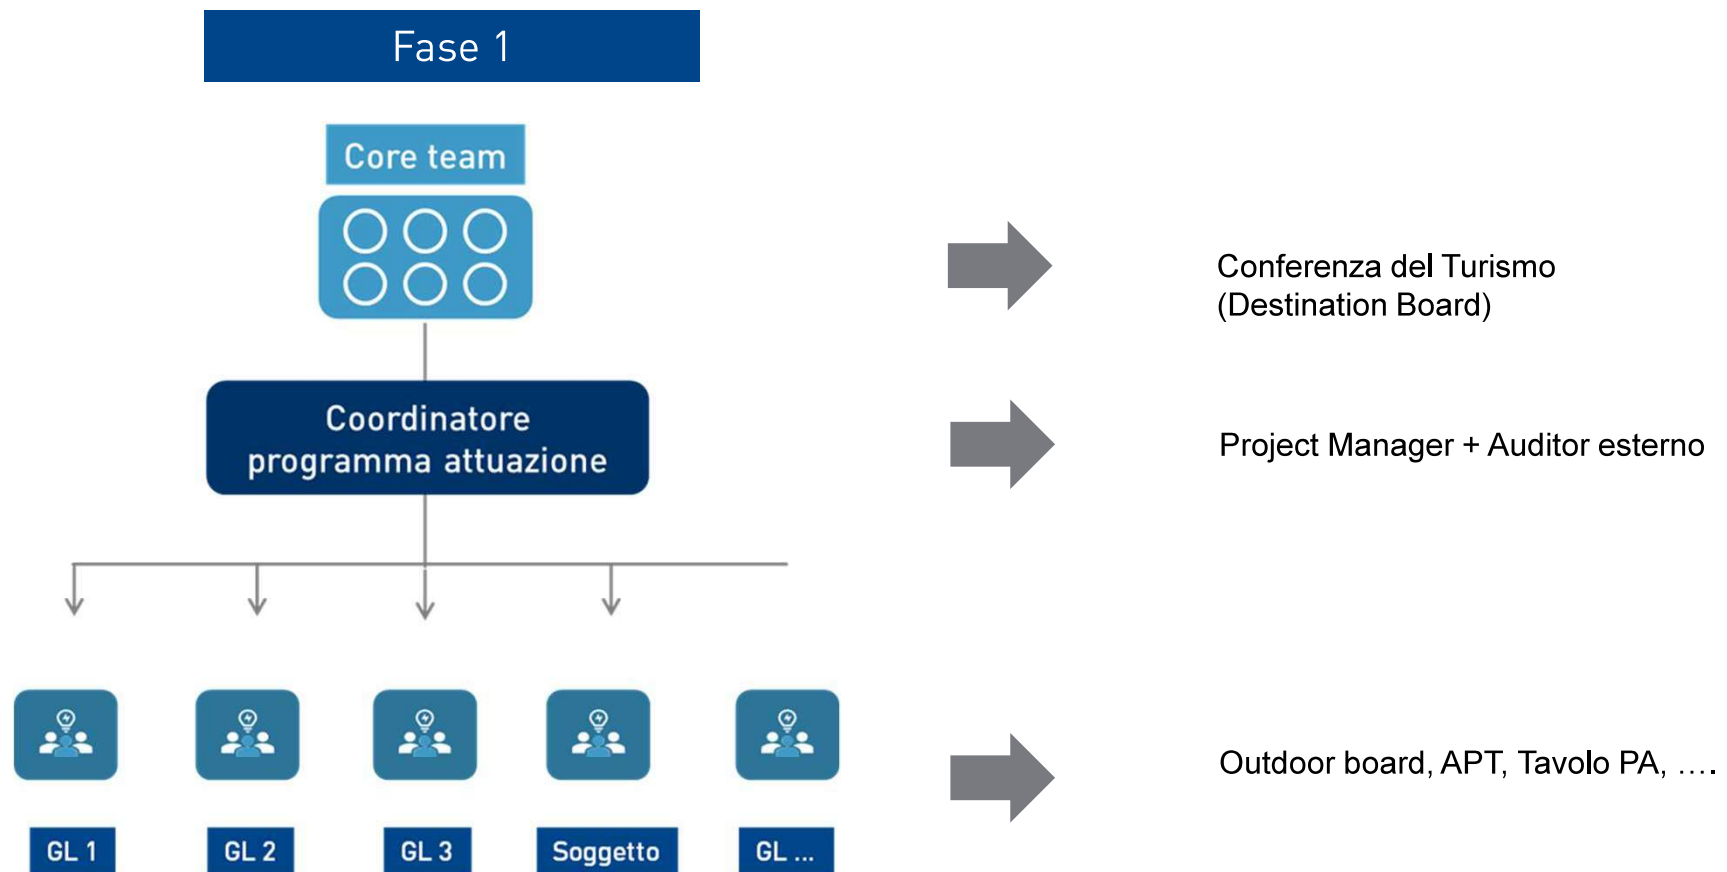 Fase 1
Core team
Conferenza del Turismo
(Destination Board)
Coordinatore
programma attuazione
Project Manager + Auditor esterno
Outdoor board, APT, Tavolo PA, ....
GL 1
GL 2
GL 3
Soggetto
GL ...